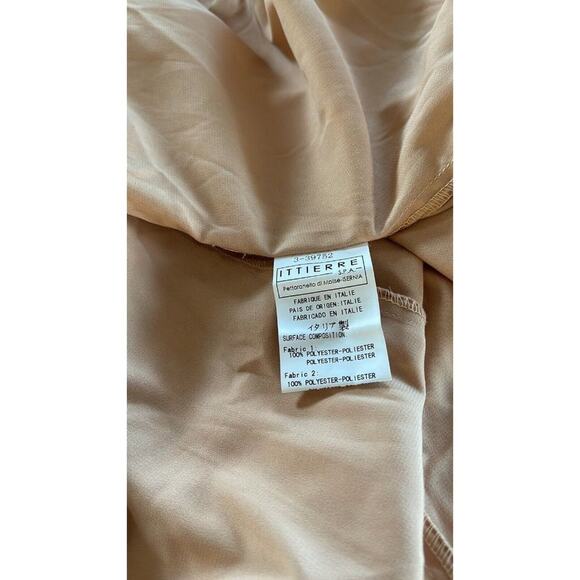 3-39752
ITTIERRE
S.P.A.
Pettoranello di Molise-ISERNIA
FABRIQUE EN ITALIE
PAIS DE ORIGEN:ITALIE
FABRICADO EN ITALIE
イタリア製
SURFACE COMPOSITION
Fabric 1:
100% POLYESTER-POLIESTER
POLYESTER-POLIESTER
Fabric 2:
100% POLYESTER-POLIESTER